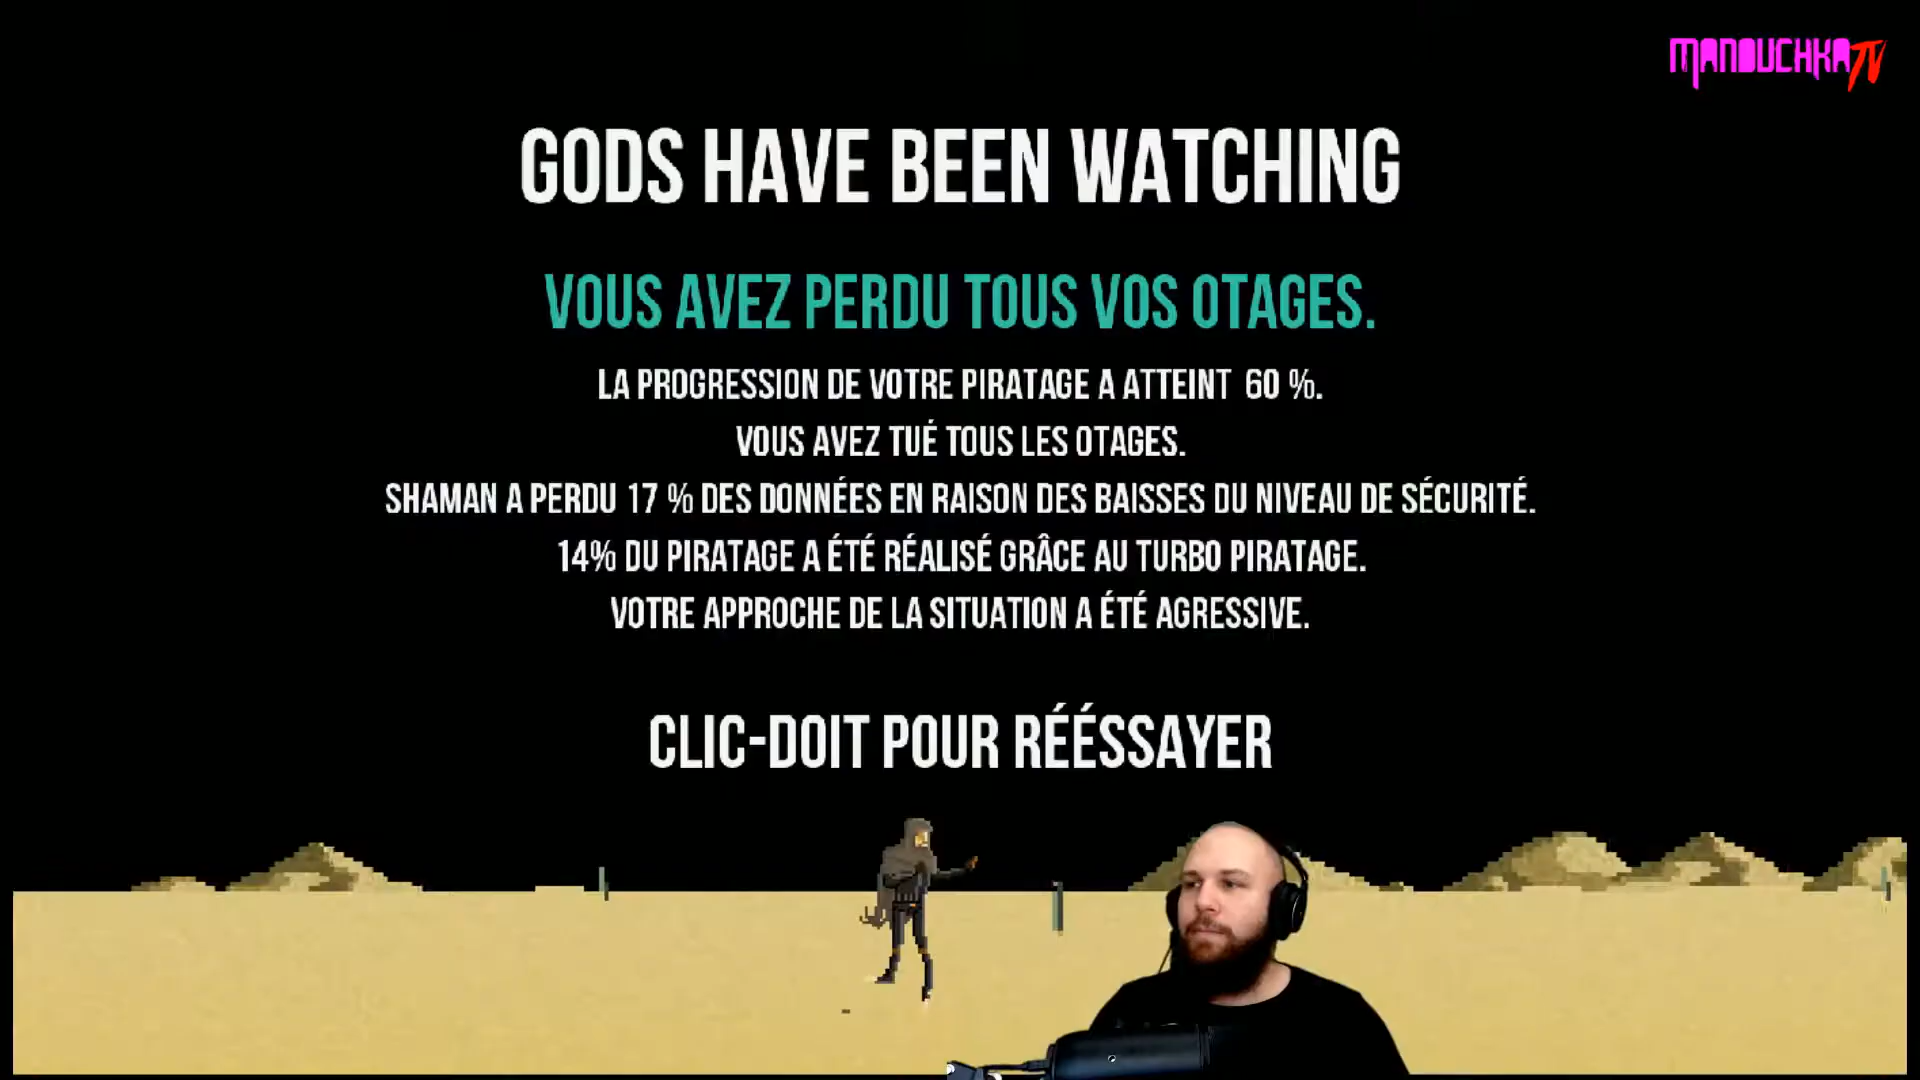 MANOUCHKATV
GODS HAVE BEEN WATCHING
VOUS AVEZ PERDU TOUS VOS OTAGES.
LA PROGRESSION DE VOTRE PIRATAGE A ATTEINT 60 %.
VOUS AVEZ TUÉ TOUS LES OTAGES.
SHAMAN A PERDU 17 % DES DONNÉES EN RAISON DES BAISSES DU NIVEAU DE SÉCURITÉ.
14% DU PIRATAGE A ÉTÉ RÉALISÉ GRÂCE AU TURBO PIRATAGE.
VOTRE APPROCHE DE LA SITUATION A ÉTÉ AGRESSIVE.
CLIC-DOIT POUR RÉÉSSAYER